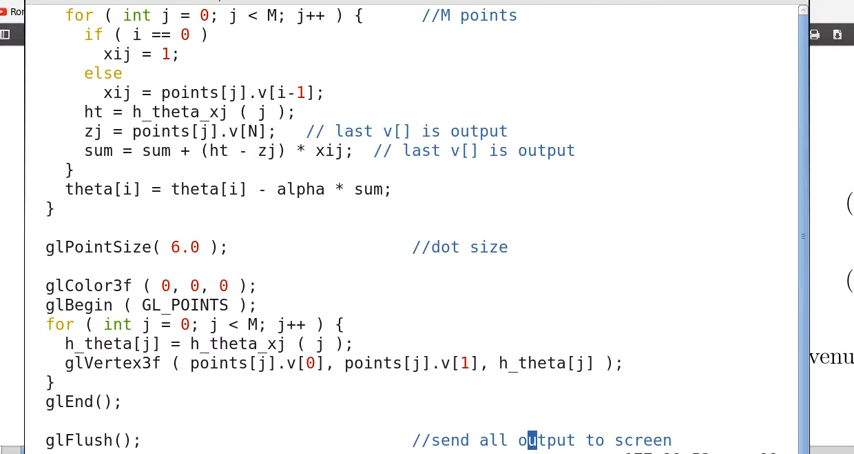 Ror
for ( int j = 0; j < M; j++ ) { //M points
if ( i == 0 )
xij = 1;
else
xij = points[j].v[i-1];
ht = h_theta_xj ( j );
zj = points[j].v[N]; // last v[] is output
sum = sum + (ht - zj) * xij; // last v[] is output
}
theta[i] = theta[i] - alpha * sum;
}
glPointSize( 6.0 ); //dot size
glColor3f ( 0, 0, 0 );
glBegin ( GL_POINTS );
for ( int j = 0; j < M; j++ ) {
h_theta[j] = h_theta_xj ( j );
glVertex3f ( points[j].v[0], points[j].v[1], h_theta[j] );
}
glEnd();
glFlush(); //send all output to screen
(
(
venu